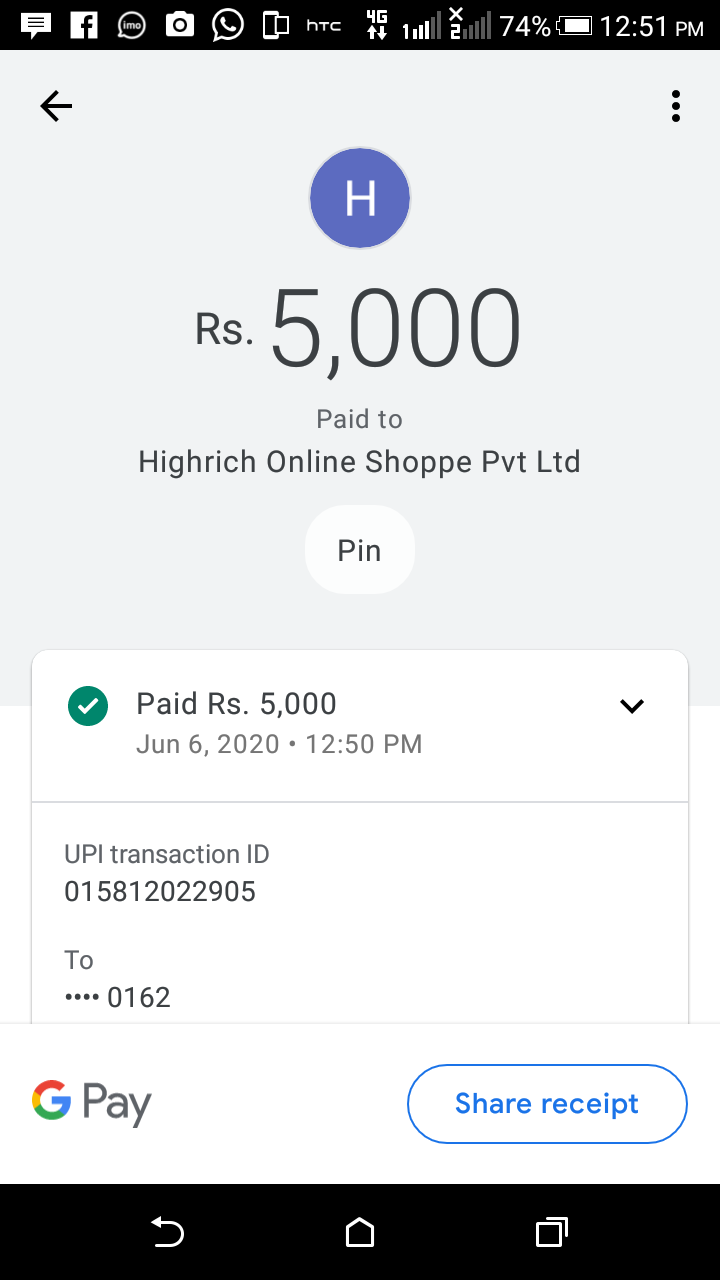 imo hTC 4G 1 2 74% 12:51 PM
H
Rs. 5,000
Paid to
Highrich Online Shoppe Pvt Ltd
Pin
Paid Rs. 5,000
Jun 6, 2020 • 12:50 PM
UPI transaction ID
015812022905
To
•••• 0162
G Pay
Share receipt